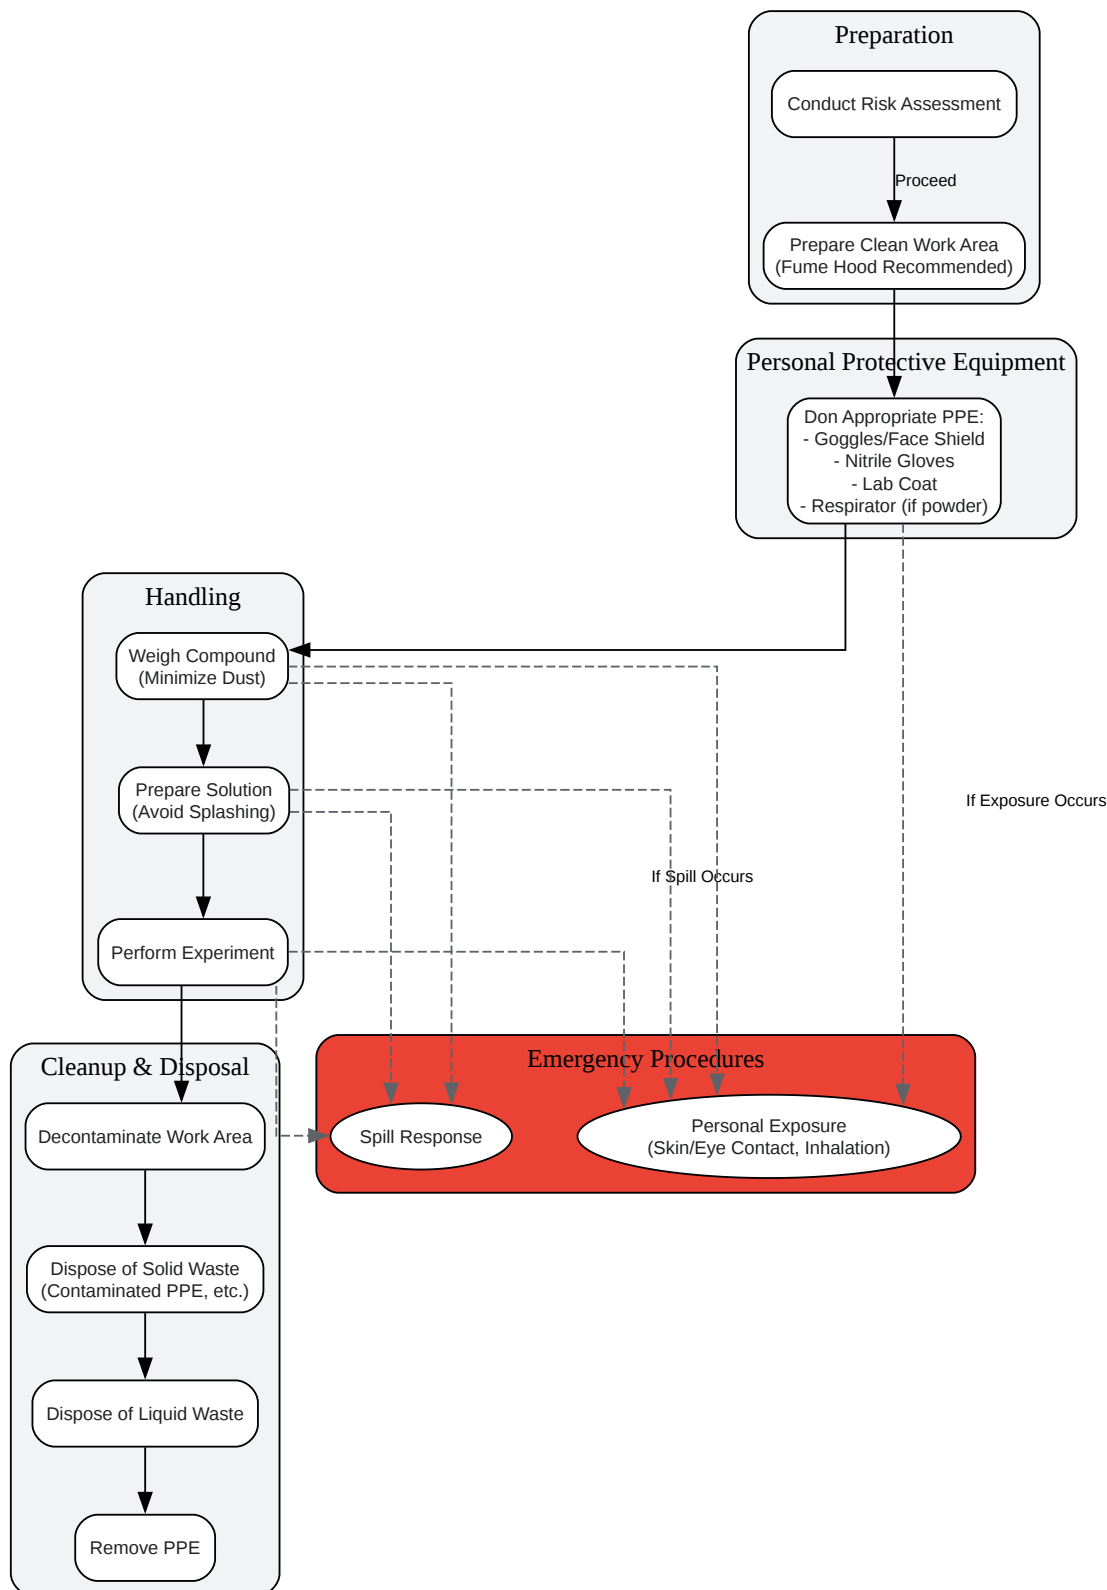 Preparation
Conduct Risk Assessment
Proceed
Prepare Clean Work Area
(Fume Hood Recommended)
Personal Protective Equipment
Don Appropriate PPE:
- Goggles/Face Shield
- Nitrile Gloves
- Lab Coat
- Respirator (if powder)
Handling
Weigh Compound
(Minimize Dust)
Prepare Solution
(Avoid Splashing)
If Exposure Occurs
If Spill Occurs
Perform Experiment
Cleanup & Disposal
Emergency Procedures
Decontaminate Work Area
Spill Response
Personal Exposure
(Skin/Eye Contact, Inhalation)
Dispose of Solid Waste
(Contaminated PPE, etc.)
Dispose of Liquid Waste
Remove PPE